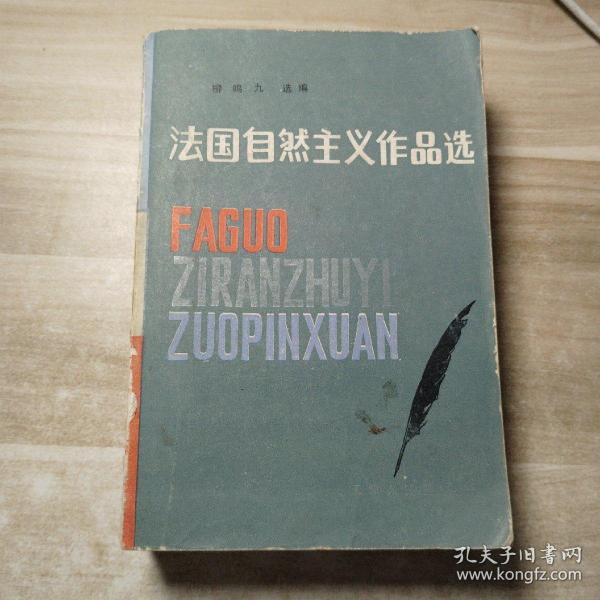 柳鸣九 选编
法国自然主义作品选
FAGUO
ZIRANZHUYI
ZUOPINXUAN
孔夫子旧书网
www.kongfz.com